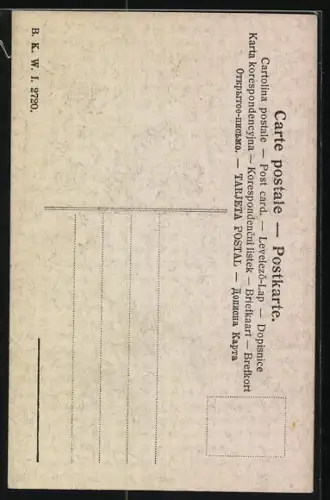 Carte postale — Postkarte.
Cartolina postale — Post card. — Levelező-Lap — Dopisnice
Karta korespondencyjna — Korespondenční lístek — Briefkaart — Brefkort
Открытое-письмо. — TARJETA POSTAL — Дописна Карта
B. K. W. I. 2720.